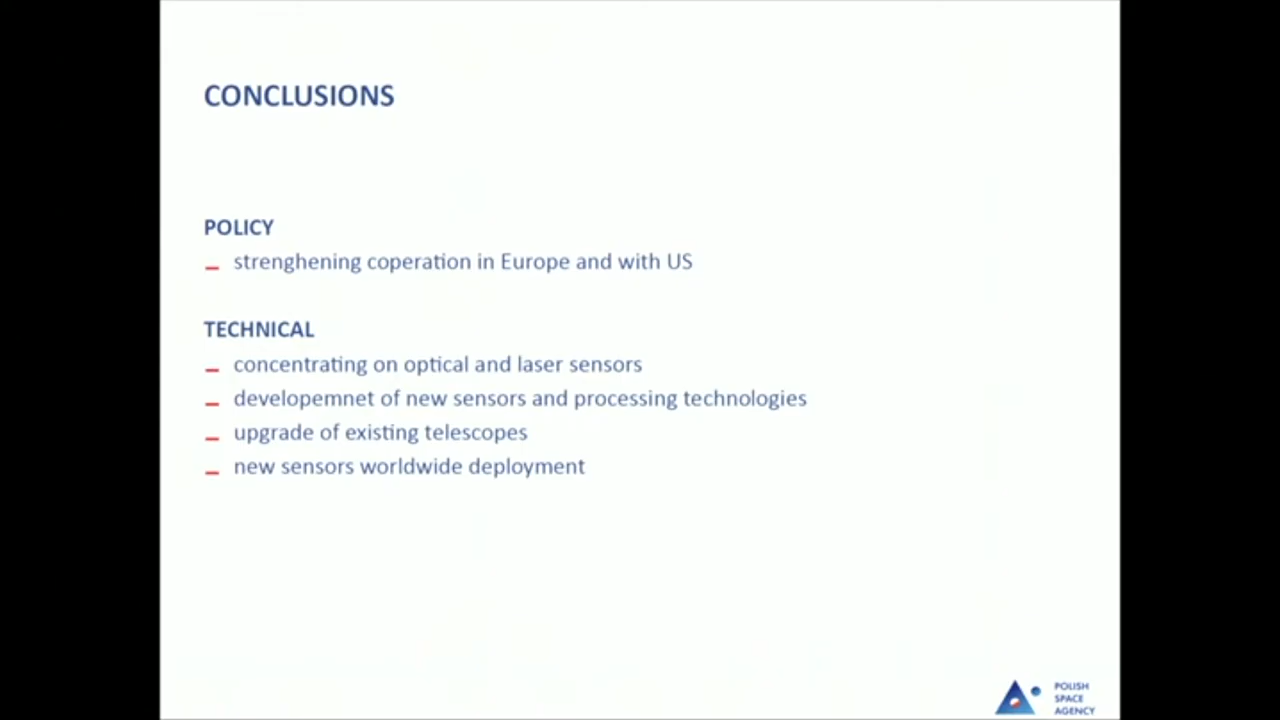 CONCLUSIONS
POLICY
strenghening coperation in Europe and with US
TECHNICAL
concentrating on optical and laser sensors
developemnet of new sensors and processing technologies
upgrade of existing telescopes
new sensors worldwide deployment
POLISH
SPACE
AGENCY